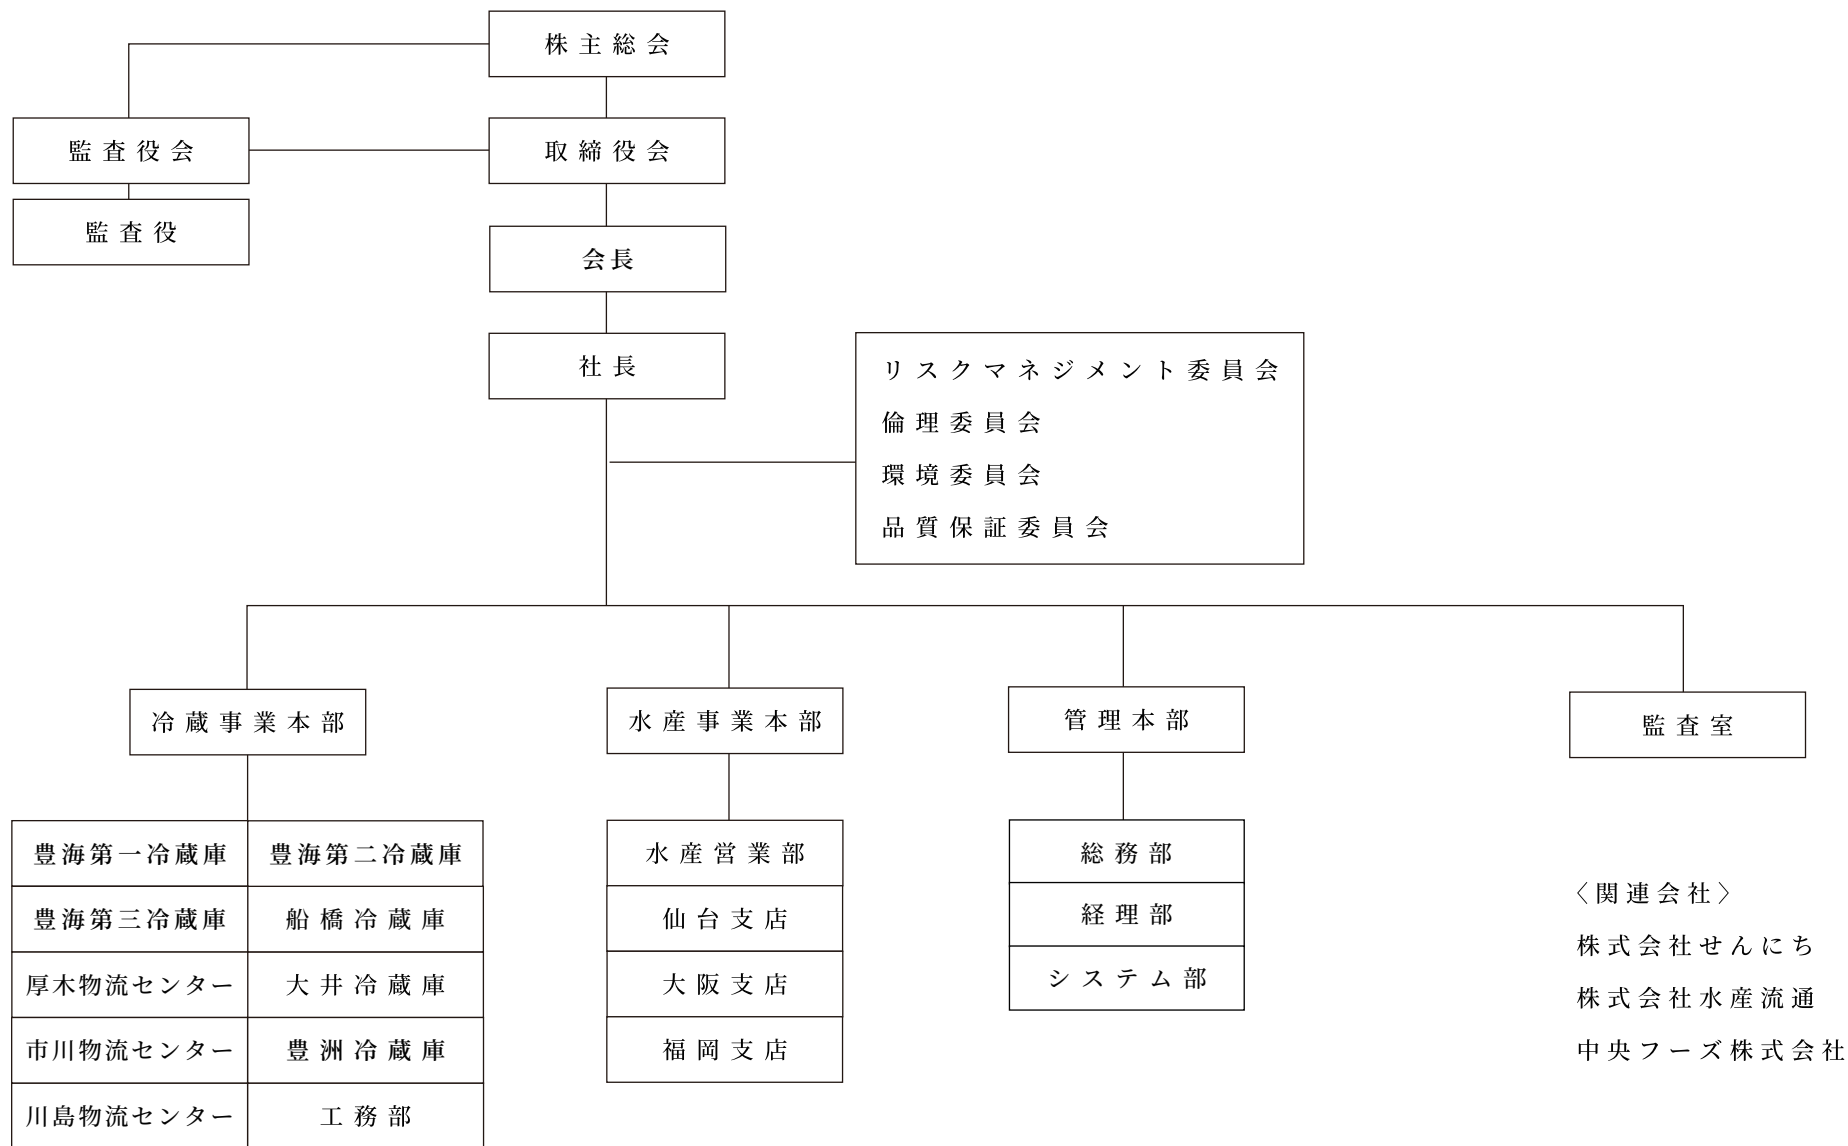 株主総会
監査役会
取締役会
監査役
会長
社長
リスクマネジメント委員会
倫理委員会
環境委員会
品質保証委員会
冷蔵事業本部
水産事業本部
管理本部
監査室
豊海第一冷蔵庫
豊海第二冷蔵庫
豊海第三冷蔵庫
船橋冷蔵庫
厚木物流センター
大井冷蔵庫
市川物流センター
豊洲冷蔵庫
川島物流センター
工務部
水産営業部
仙台支店
大阪支店
福岡支店
総務部
経理部
システム部
〈関連会社〉
株式会社せんにち
株式会社水産流通
中央フーズ株式会社